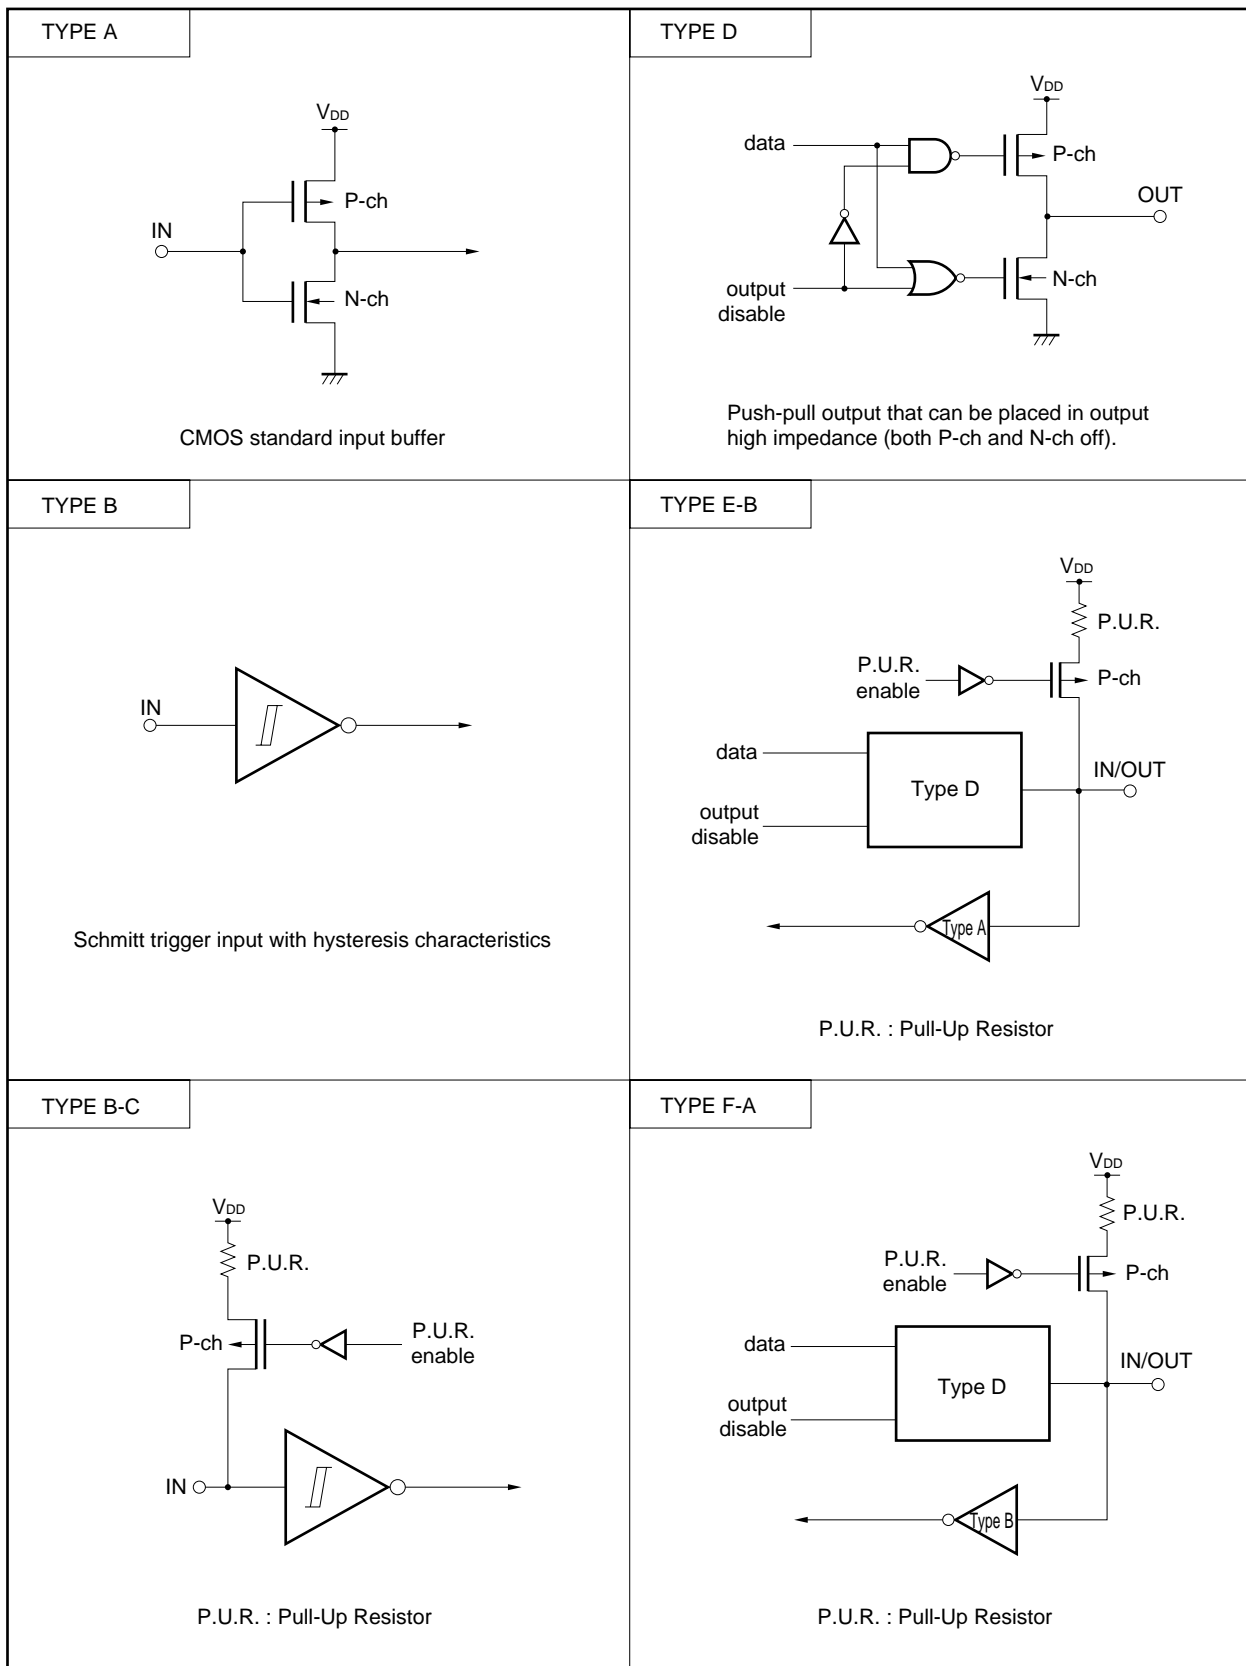 TYPE A
VDD
P-ch
IN
N-ch
CMOS standard input buffer
TYPE D
VDD
data
P-ch
OUT
output
disable
N-ch
Push-pull output that can be placed in output
high impedance (both P-ch and N-ch off).
TYPE B
IN
Schmitt trigger input with hysteresis characteristics
TYPE E-B
VDD
P.U.R.
P.U.R.
enable
P-ch
data
Type D
IN/OUT
output
disable
Type A
P.U.R. : Pull-Up Resistor
TYPE B-C
VDD
P.U.R.
P-ch
P.U.R.
enable
IN
P.U.R. : Pull-Up Resistor
TYPE F-A
VDD
P.U.R.
P.U.R.
enable
P-ch
data
Type D
IN/OUT
output
disable
Type B
P.U.R. : Pull-Up Resistor